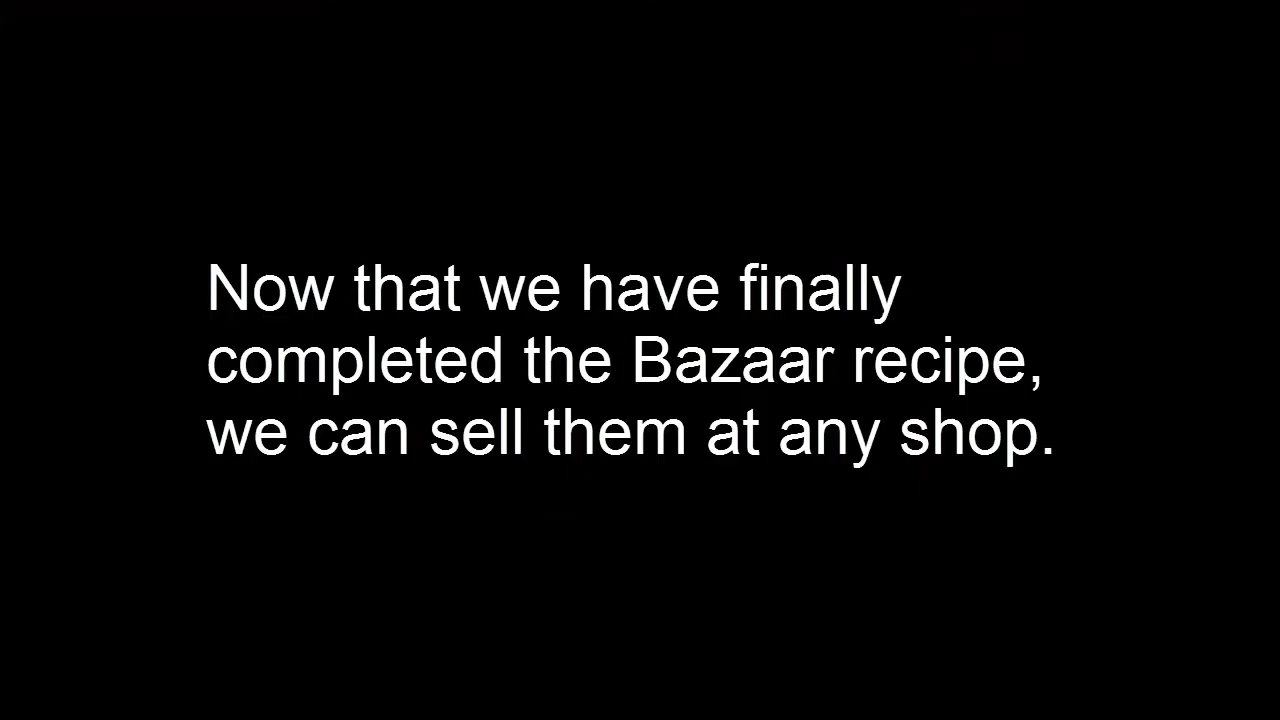 Now that we have finally
completed the Bazaar recipe,
we can sell them at any shop.